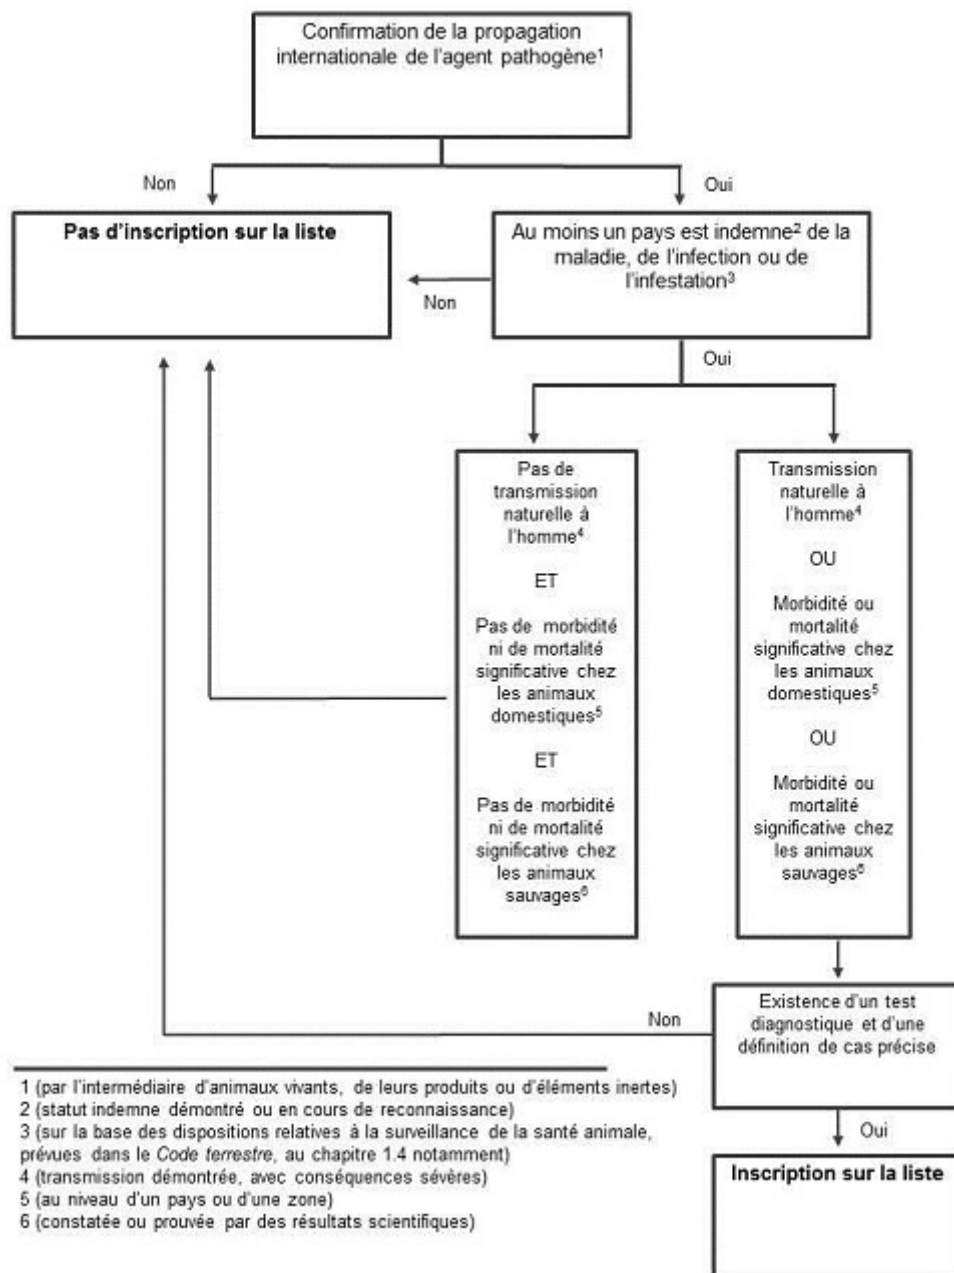 Confirmation de la propagation
internationale de l'agent pathogène¹
Non
Oui
Pas d'inscription sur la liste
Au moins un pays est indemne² de la
maladie, de l'infection ou de
l'infestation³
Non
Oui
Pas de
transmission
naturelle à
l'homme⁴
ET
Pas de morbidité
ni de mortalité
significative chez
les animaux
domestiques⁵
ET
Pas de morbidité
ni de mortalité
significative chez
les animaux
sauvages⁶
Transmission
naturelle à
l'homme⁴
OU
Morbidité ou
mortalité
significative chez
les animaux
domestiques⁵
OU
Morbidité ou
mortalité
significative chez
les animaux
sauvages⁶
Non
Existence d'un test
diagnostique et d'une
définition de cas précise
Oui
Inscription sur la liste
1 (par l'intermédiaire d'animaux vivants, de leurs produits ou d'éléments inertes)
2 (statut indemne démontré ou en cours de reconnaissance)
3 (sur la base des dispositions relatives à la surveillance de la santé animale,
prévues dans le Code terrestre, au chapitre 1.4 notamment)
4 (transmission démontrée, avec conséquences sévères)
5 (au niveau d'un pays ou d'une zone)
6 (constatée ou prouvée par des résultats scientifiques)